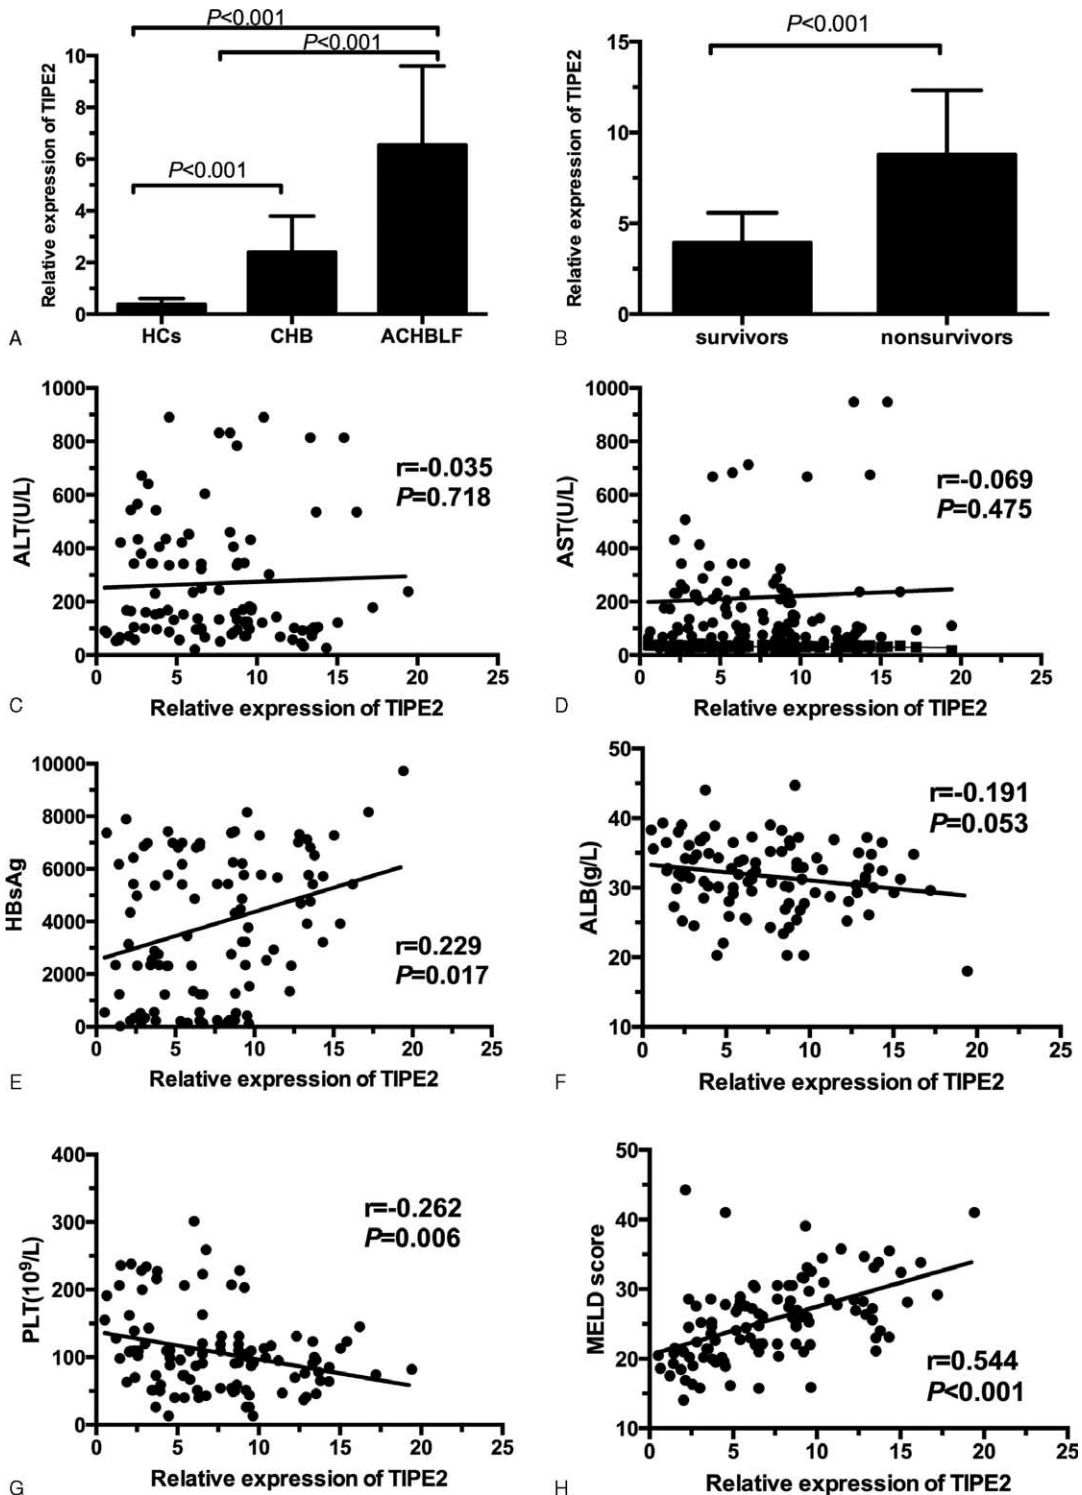 P<0.001
P<0.001
P<0.001
Relative expression of TIPE2
10
8
6
4
2
0
HCs CHB ACHBLF
A
P<0.001
Relative expression of TIPE2
15
10
5
0
survivors nonsurvivors
B
ALT(U/L)
1000
800
600
400
200
0
r=-0.035
P=0.718
0 5 10 15 20 25
Relative expression of TIPE2
C
AST(U/L)
1000
800
600
400
200
0
r=-0.069
P=0.475
0 5 10 15 20 25
Relative expression of TIPE2
D
HBsAg
10000
8000
6000
4000
2000
0
r=0.229
P=0.017
0 5 10 15 20 25
Relative expression of TIPE2
E
ALB(g/L)
50
40
30
20
10
r=-0.191
P=0.053
0 5 10 15 20 25
Relative expression of TIPE2
F
PLT(10⁹/L)
400
300
200
100
0
r=-0.262
P=0.006
0 5 10 15 20 25
Relative expression of TIPE2
G
MELD score
50
40
30
20
10
r=0.544
P<0.001
0 5 10 15 20 25
Relative expression of TIPE2
H